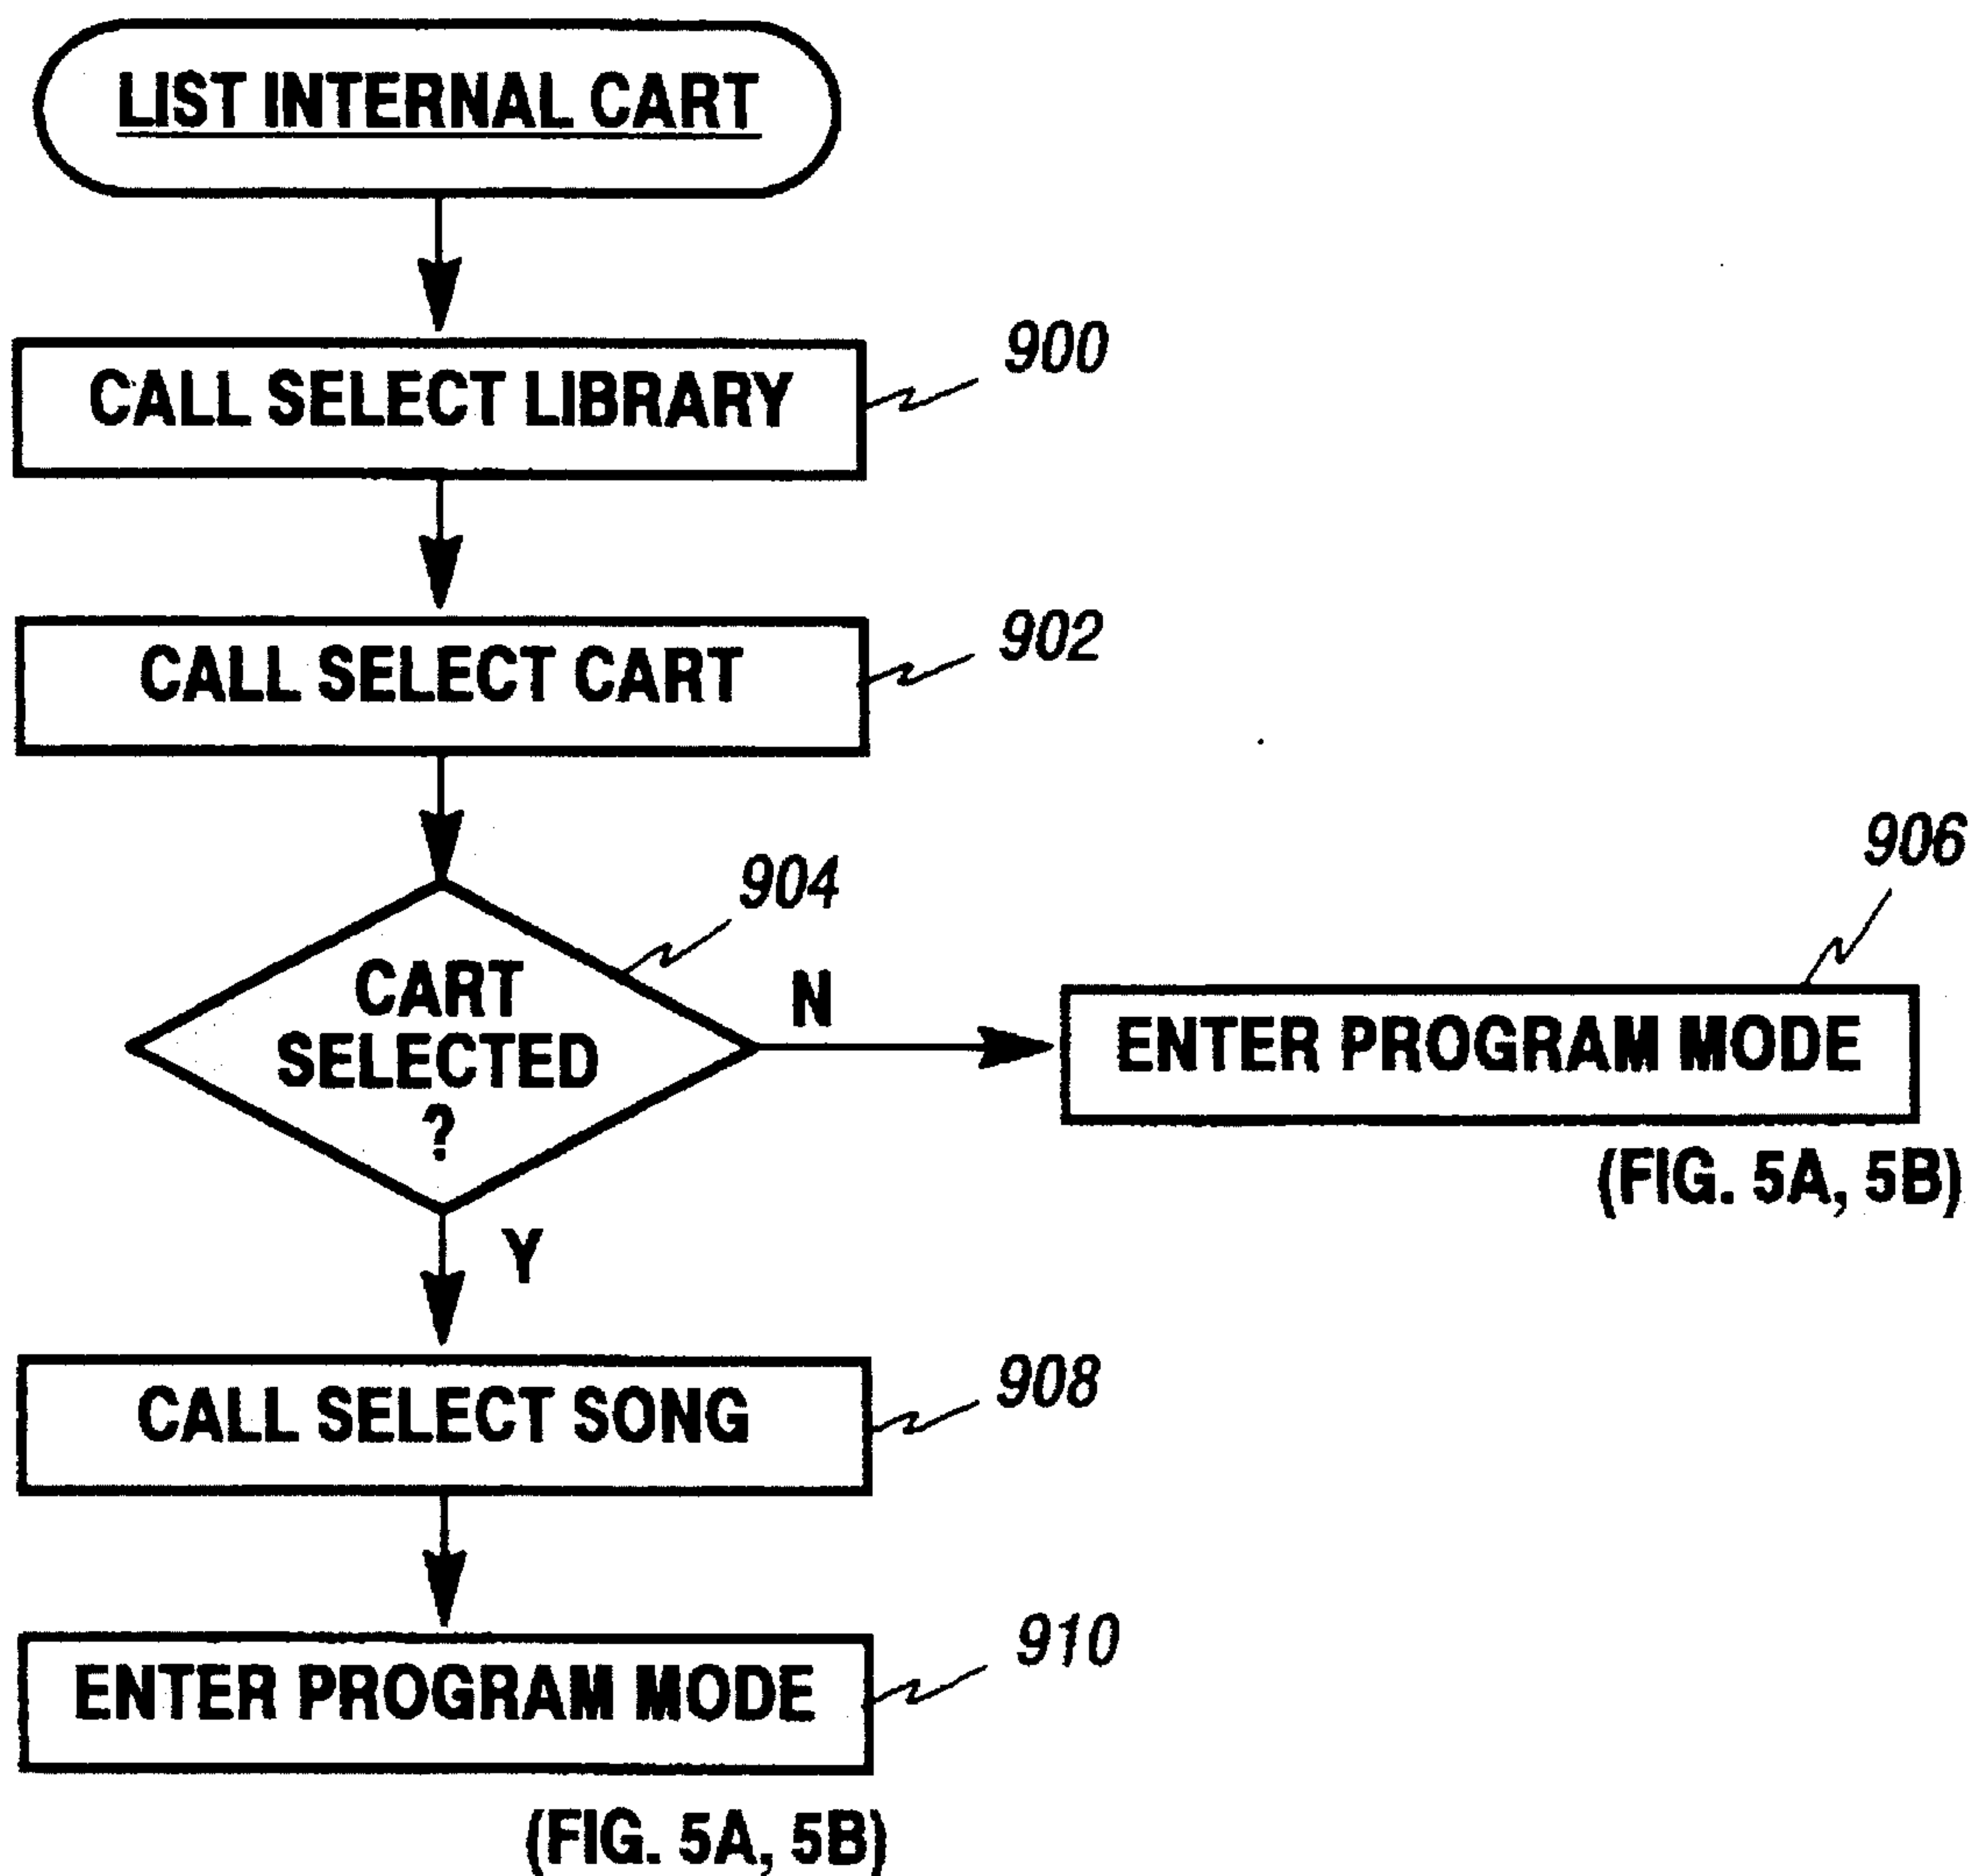 LIST INTERNAL CART
900
CALL SELECT LIBRARY
902
CALL SELECT CART
904
CART
SELECTED
?
N
906
ENTER PROGRAM MODE
(FIG. 5A, 5B)
Y
908
CALL SELECT SONG
910
ENTER PROGRAM MODE
(FIG. 5A, 5B)